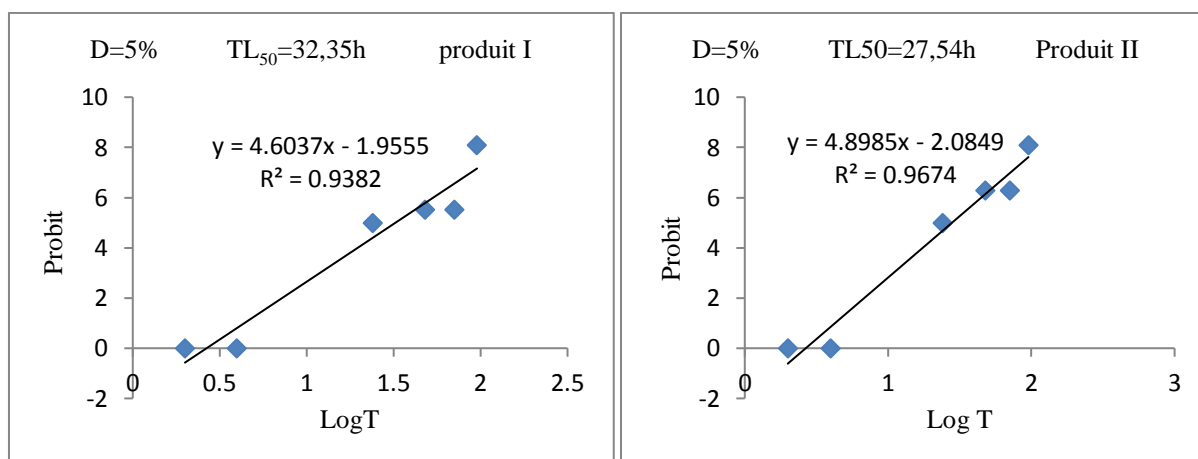 D=5% TL₅₀=32,35h produit I
10
8
6
4
2
0
-2
y = 4.6037x - 1.9555
R² = 0.9382
Probit
0 0.5 1 1.5 2 2.5
LogT
D=5% TL50=27,54h Produit II
10
8
6
4
2
0
-2
y = 4.8985x - 2.0849
R² = 0.9674
Probit
0 1 2 3
Log T